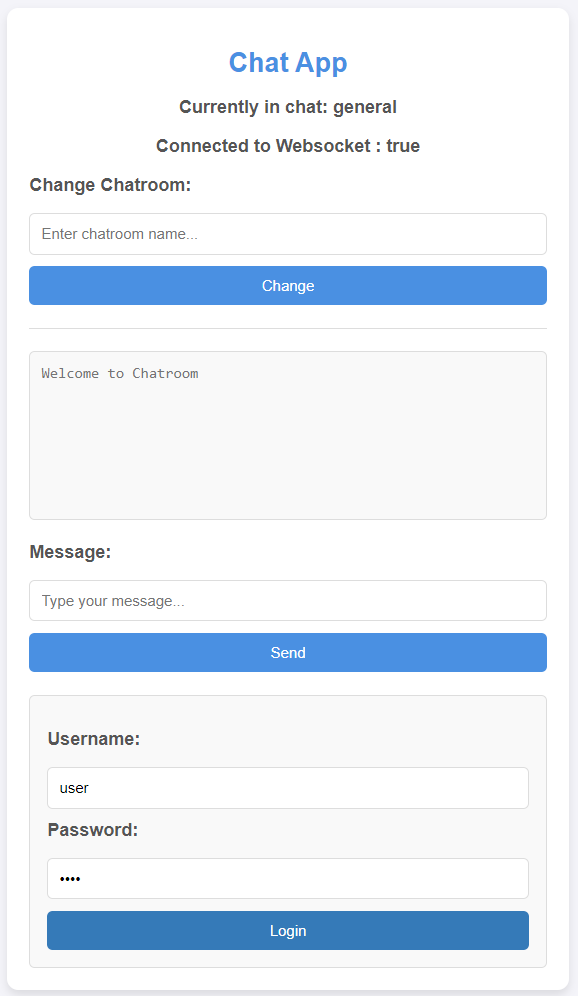 Chat App
Currently in chat: general
Connected to Websocket : true
Change Chatroom:
Enter chatroom name...
Change
Welcome to Chatroom
Message:
Type your message...
Send
Username:
user
Password:
••••
Login